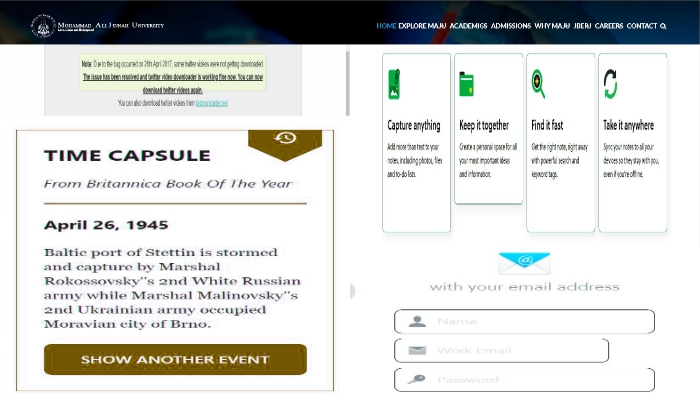 MOHAMMAD ALI JINNAH UNIVERSITY
HOME EXPLORE MAJU ACADEMICS ADMISSIONS WHY MAJU JBERJ CAREERS CONTACT
Note: Due to the bug occurred on 26th April 2017, some twitter videos were not getting downloaded.
The issue has been resolved and twitter video downloader is working fine now. You can now
download twitter videos again.
You can also download twitter videos from
TIME CAPSULE
From Britannica Book Of The Year
April 26, 1945
Baltic port of Stettin is stormed
and capture by Marshal
Rokossovsky''s 2nd White Russian
army while Marshal Malinovsky''s
2nd Ukrainian army occupied
Moravian city of Brno.
SHOW ANOTHER EVENT
Capture anything
Add more than text to your
notes, including photos, files
and to-do lists.
Keep it together
Create a personal space for all
your most important ideas
and information.
Find it fast
Get the right note, right away
with powerful search and
keyword tags.
Take it anywhere
Sync your notes to all your
devices so they stay with you,
even if you're offline.
@
with your email address
Name
Work Email
Password